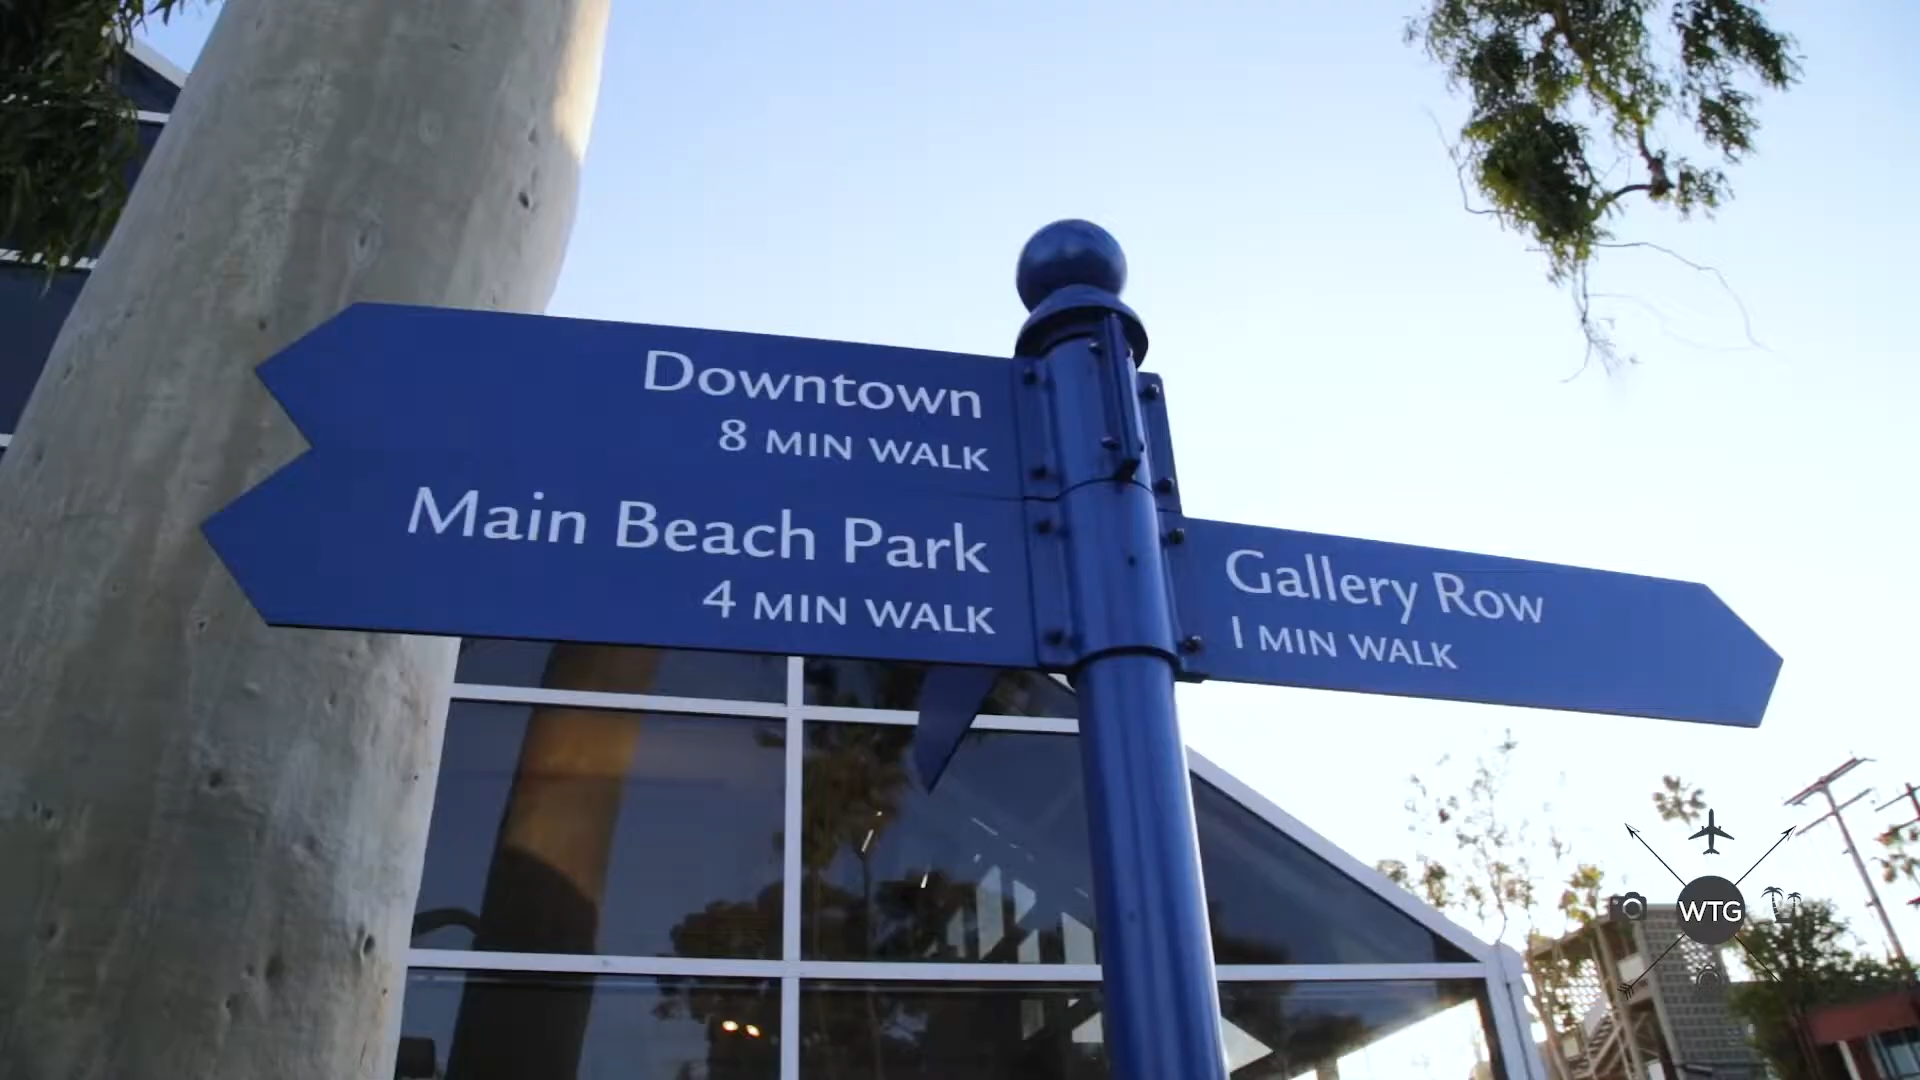 Downtown
8 MIN WALK
Main Beach Park
4 MIN WALK
Gallery Row
1 MIN WALK
WTG